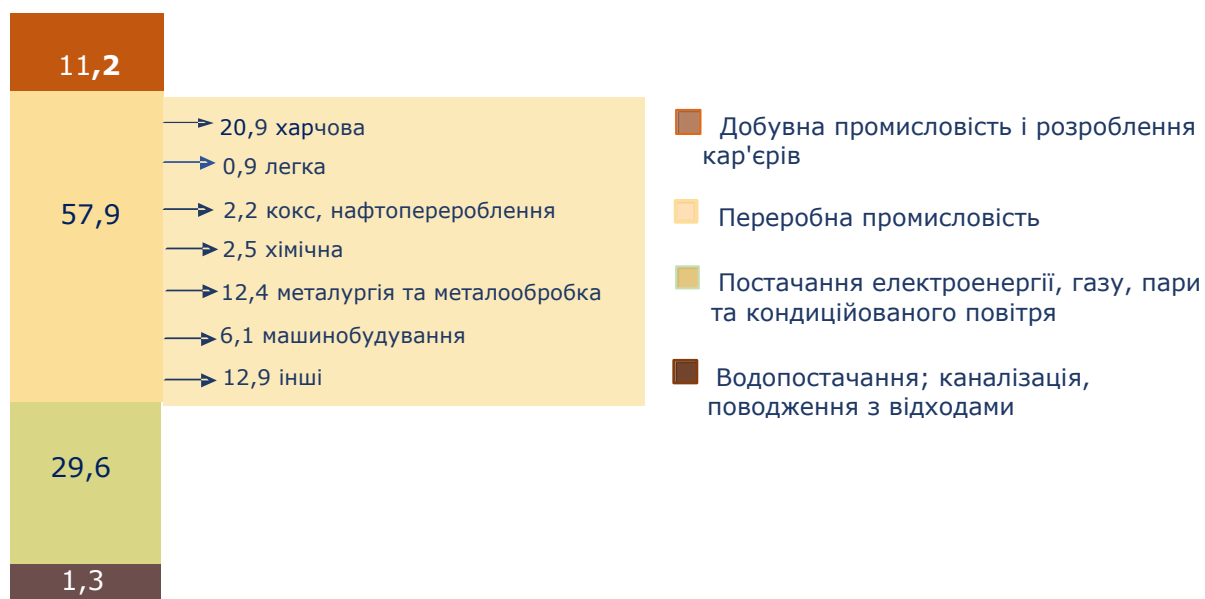 11,2
57,9
29,6
1,3
20,9 харчова
0,9 легка
2,2 кокс, нафтоперероблення
2,5 хімічна
12,4 металургія та металообробка
6,1 машинобудування
12,9 інші
Добувна промисловість і розроблення
кар'єрів
Переробна промисловість
Постачання електроенергії, газу, пари
та кондиційованого повітря
Водопостачання; каналізація,
поводження з відходами